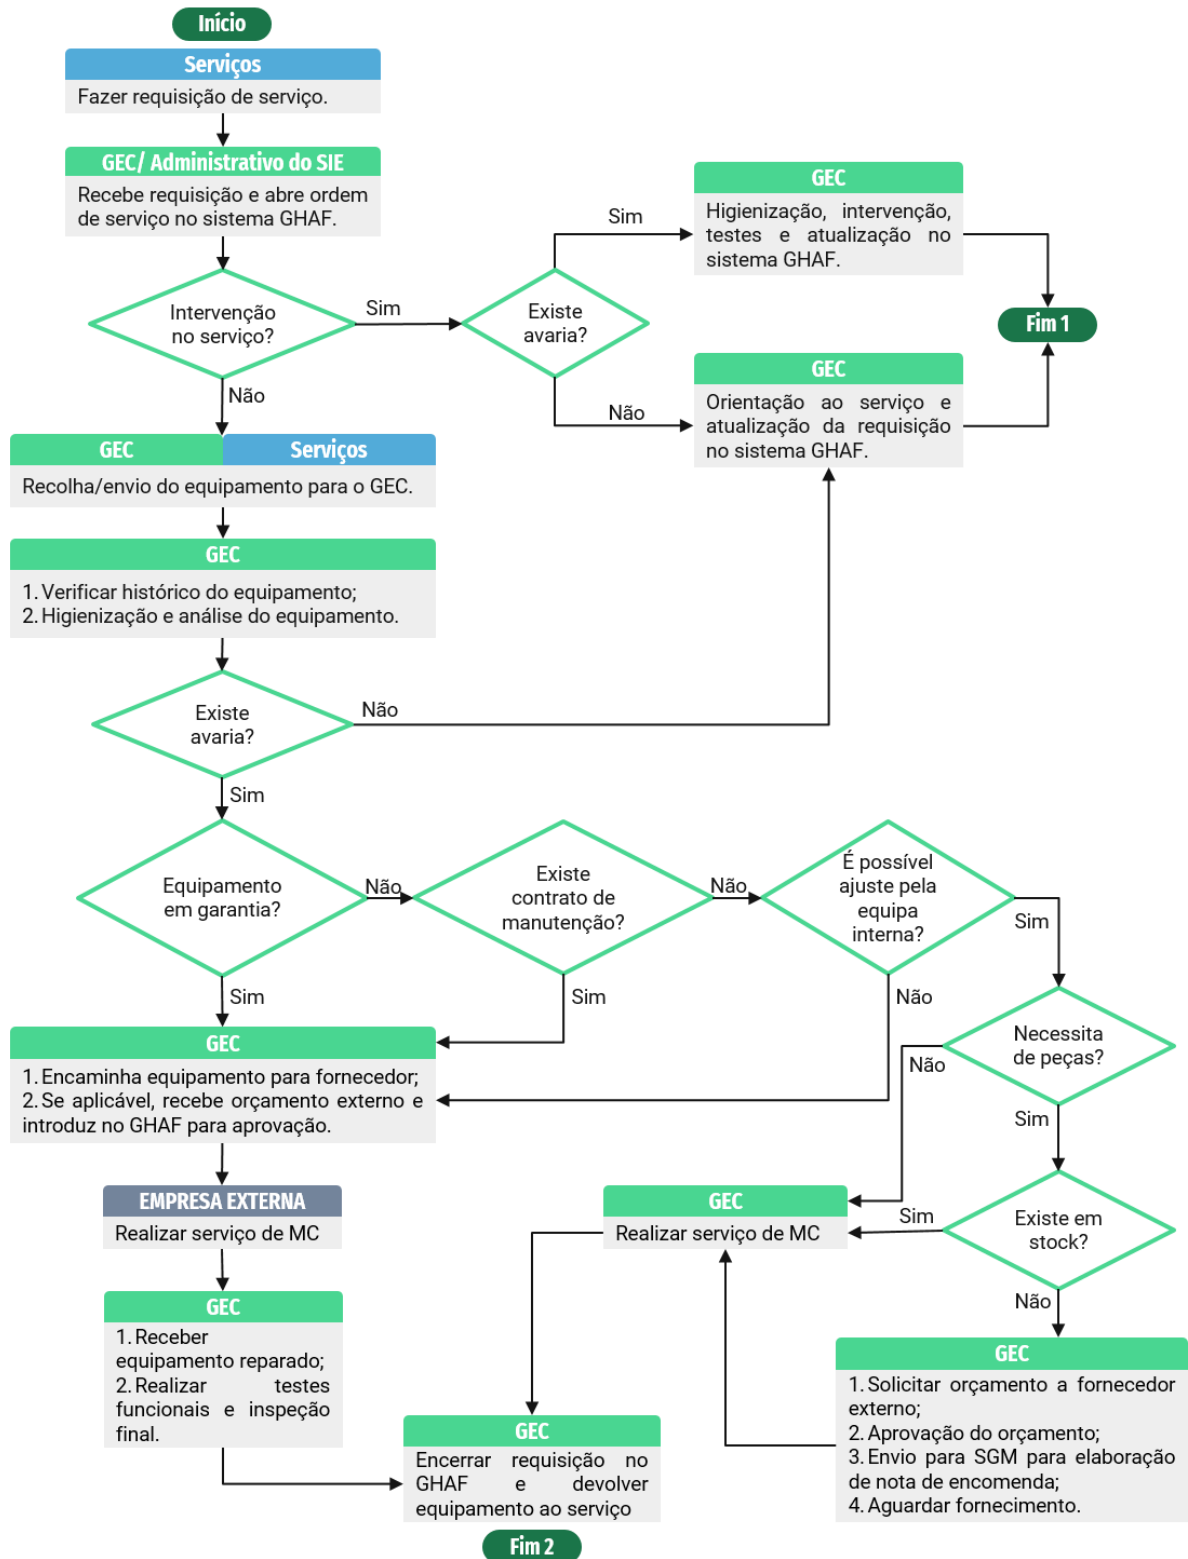 Início
Serviços
Fazer requisição de serviço.
GEC/ Administrativo do SIE
Recebe requisição e abre ordem
de serviço no sistema GHAF.
Intervenção
no serviço?
Sim
Existe
avaria?
Sim
GEC
Higienização, intervenção,
testes e atualização no
sistema GHAF.
Fim 1
Não
GEC
Orientação ao serviço e
atualização da requisição
no sistema GHAF.
Não
GEC
Serviços
Recolha/envio do equipamento para o GEC.
GEC
1. Verificar histórico do equipamento;
2. Higienização e análise do equipamento.
Existe
avaria?
Não
Sim
Equipamento
em garantia?
Não
Existe
contrato de
manutenção?
Não
É possível
ajuste pela
equipa
interna?
Sim
Sim
Sim
Não
Necessita
de peças?
Não
Sim
GEC
1. Encaminha equipamento para fornecedor;
2. Se aplicável, recebe orçamento externo e
introduz no GHAF para aprovação.
EMPRESA EXTERNA
Realizar serviço de MC
GEC
Realizar serviço de MC
Sim
Existe em
stock?
Não
GEC
1. Receber
equipamento reparado;
2. Realizar testes
funcionais e inspeção
final.
GEC
1. Solicitar orçamento a fornecedor
externo;
2. Aprovação do orçamento;
3. Envio para SGM para elaboração
de nota de encomenda;
4. Aguardar fornecimento.
GEC
Encerrar requisição no
GHAF e devolver
equipamento ao serviço
Fim 2